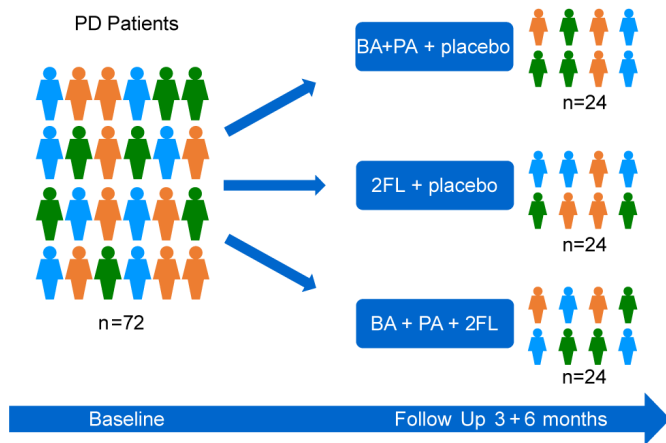 PD Patients
n=72
BA+PA + placebo
n=24
2FL + placebo
n=24
BA + PA + 2FL
n=24
Baseline
Follow Up 3 + 6 months